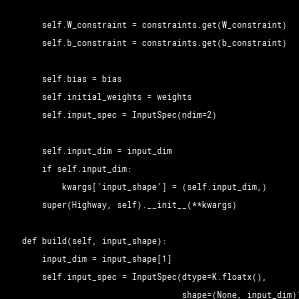 self.W_constraint = constraints.get(W_constraint)
self.b_constraint = constraints.get(b_constraint)
self.bias = bias
self.initial_weights = weights
self.input_spec = InputSpec(ndim=2)
self.input_dim = input_dim
if self.input_dim:
kwargs['input_shape'] = (self.input_dim,)
super(Highway, self).__init__(**kwargs)
def build(self, input_shape):
input_dim = input_shape[1]
self.input_spec = InputSpec(dtype=K.floatx(),
shape=(None, input_dim)